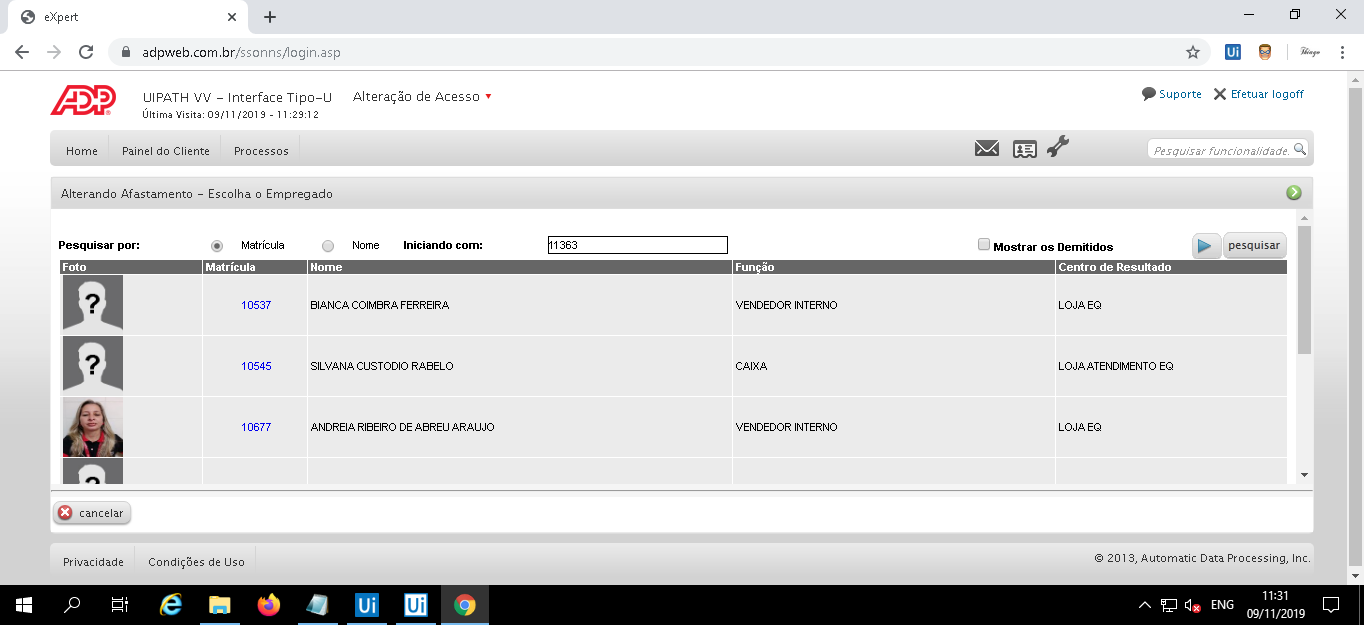 eXpert
adpweb.com.br/ssonns/login.asp
Ui
Thiago
ADP
UIPATH VV - Interface Tipo-U
Alteração de Acesso
Última Visita: 09/11/2019 - 11:29:12
Suporte
Efetuar logoff
Home
Painel do Cliente
Processos
Pesquisar funcionalidade.
Alterando Afastamento - Escolha o Empregado
Pesquisar por:
Matrícula
Nome
Iniciando com:
11363
Mostrar os Demitidos
pesquisar
Foto Matrícula Nome Função Centro de Resultado
? 10537 BIANCA COIMBRA FERREIRA VENDEDOR INTERNO LOJA EQ
? 10545 SILVANA CUSTODIO RABELO CAIXA LOJA ATENDIMENTO EQ
10677 ANDREIA RIBEIRO DE ABREU ARAUJO VENDEDOR INTERNO LOJA EQ
cancelar
Privacidade
Condições de Uso
© 2013, Automatic Data Processing, Inc.
Ui
Ui
ENG
11:31
09/11/2019